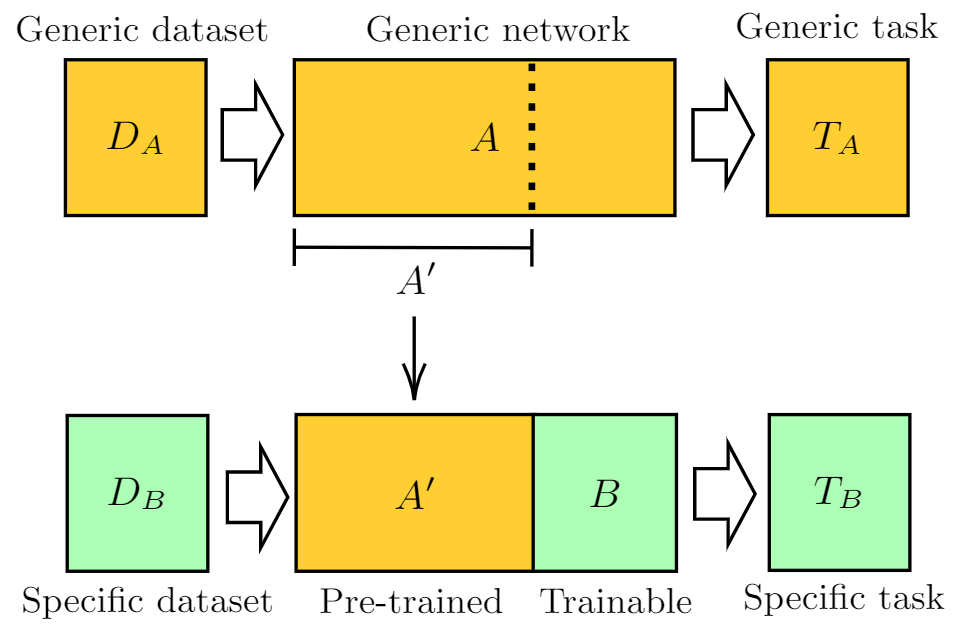 Generic dataset
Generic network
Generic task
D_A
A
T_A
A′
D_B
A′
B
T_B
Specific dataset
Pre-trained
Trainable
Specific task